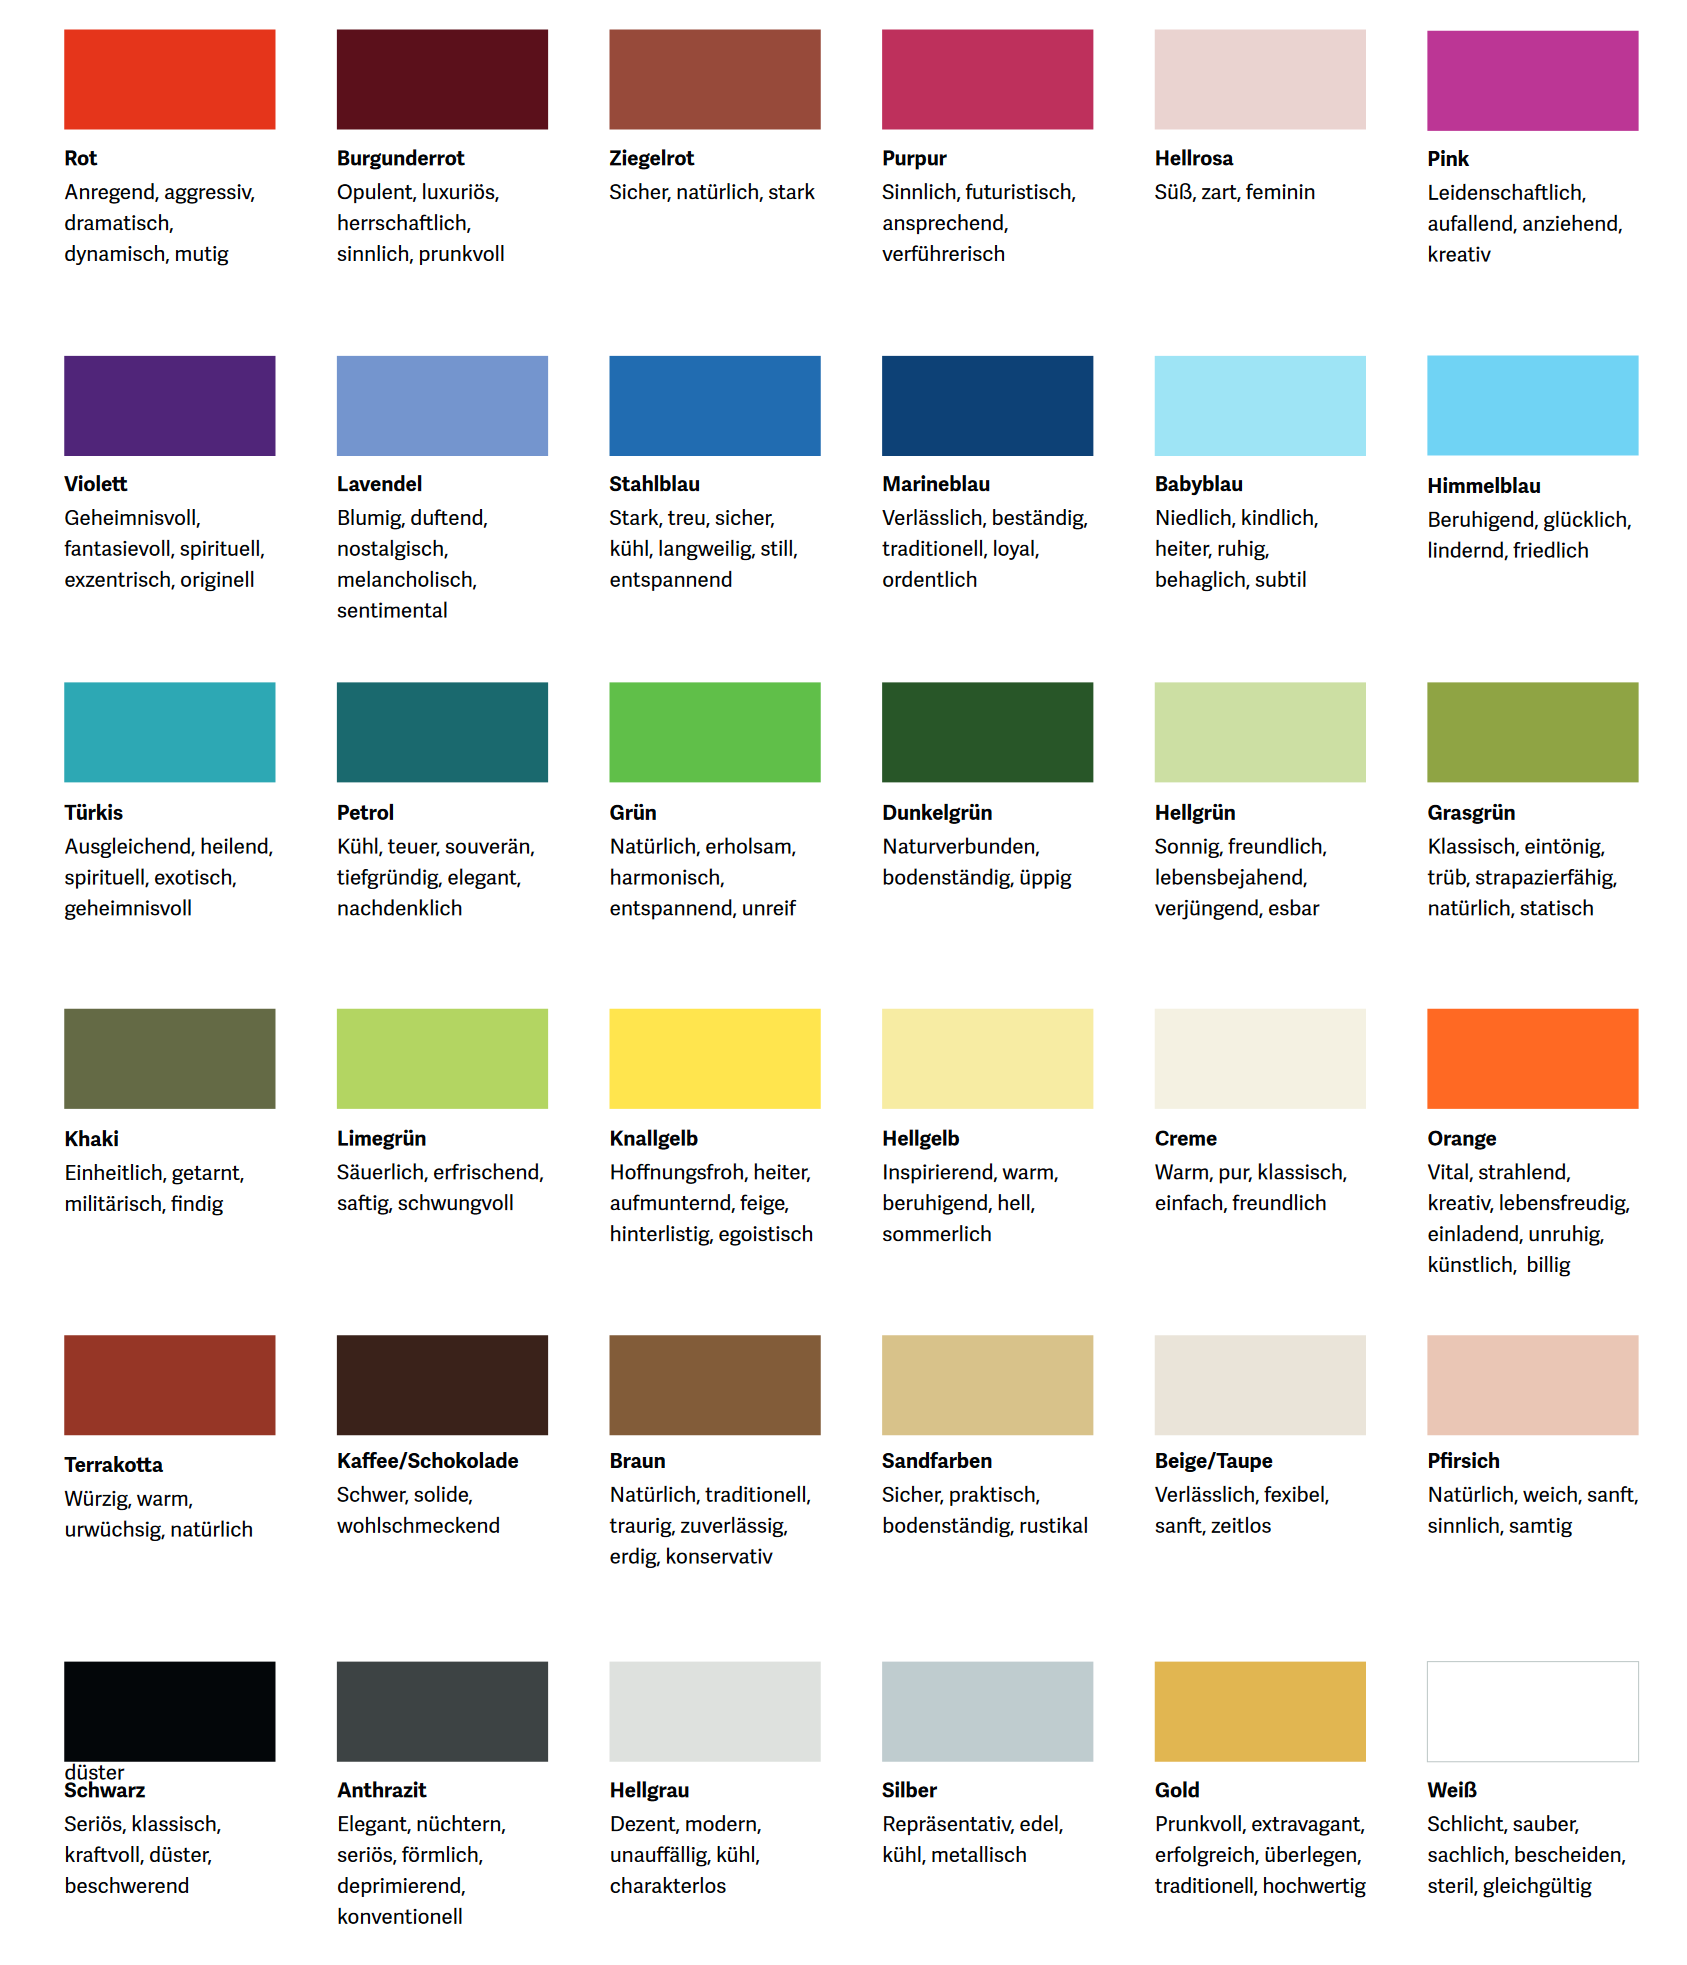 Rot
Anregend, aggressiv,
dramatisch,
dynamisch, mutig
Burgunderrot
Opulent, luxuriös,
herrschaftlich,
sinnlich, prunkvoll
Ziegelrot
Sicher, natürlich, stark
Purpur
Sinnlich, futuristisch,
ansprechend,
verführerisch
Hellrosa
Süß, zart, feminin
Pink
Leidenschaftlich,
aufallend, anziehend,
kreativ
Violett
Geheimnisvoll,
fantasievoll, spirituell,
exzentrisch, originell
Lavendel
Blumig, duftend,
nostalgisch,
melancholisch,
sentimental
Stahlblau
Stark, treu, sicher,
kühl, langweilig, still,
entspannend
Marineblau
Verlässlich, beständig,
traditionell, loyal,
ordentlich
Babyblau
Niedlich, kindlich,
heiter, ruhig,
behaglich, subtil
Himmelblau
Beruhigend, glücklich,
lindernd, friedlich
Türkis
Ausgleichend, heilend,
spirituell, exotisch,
geheimnisvoll
Petrol
Kühl, teuer, souverän,
tiefgründig, elegant,
nachdenklich
Grün
Natürlich, erholsam,
harmonisch,
entspannend, unreif
Dunkelgrün
Naturverbunden,
bodenständig, üppig
Hellgrün
Sonnig, freundlich,
lebensbejahend,
verjüngend, esbar
Grasgrün
Klassisch, eintönig,
trüb, strapazierfähig,
natürlich, statisch
Khaki
Einheitlich, getarnt,
militärisch, findig
Limegrün
Säuerlich, erfrischend,
saftig, schwungvoll
Knallgelb
Hoffnungsfroh, heiter,
aufmunternd, feige,
hinterlistig, egoistisch
Hellgelb
Inspirierend, warm,
beruhigend, hell,
sommerlich
Creme
Warm, pur, klassisch,
einfach, freundlich
Orange
Vital, strahlend,
kreativ, lebensfreudig,
einladend, unruhig,
künstlich, billig
Terrakotta
Würzig, warm,
urwüchsig, natürlich
Kaffee/Schokolade
Schwer, solide,
wohlschmeckend
Braun
Natürlich, traditionell,
traurig, zuverlässig,
erdig, konservativ
Sandfarben
Sicher, praktisch,
bodenständig, rustikal
Beige/Taupe
Verlässlich, fexibel,
sanft, zeitlos
Pfirsich
Natürlich, weich, sanft,
sinnlich, samtig
düster
Schwarz
Seriös, klassisch,
kraftvoll, düster,
beschwerend
Anthrazit
Elegant, nüchtern,
seriös, förmlich,
deprimierend,
konventionell
Hellgrau
Dezent, modern,
unauffällig, kühl,
charakterlos
Silber
Repräsentativ, edel,
kühl, metallisch
Gold
Prunkvoll, extravagant,
erfolgreich, überlegen,
traditionell, hochwertig
Weiß
Schlicht, sauber,
sachlich, bescheiden,
steril, gleichgültig